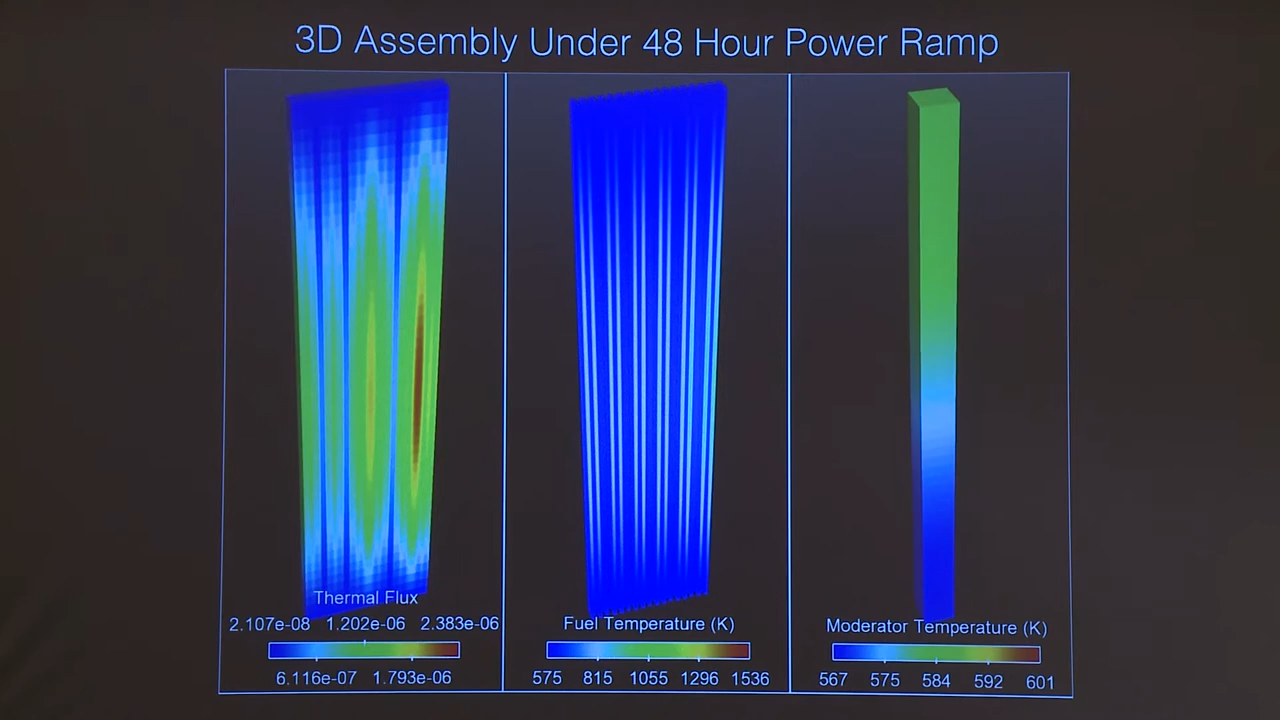 3D Assembly Under 48 Hour Power Ramp
Thermal Flux
2.107e-08 1.202e-06 2.383e-06
6.116e-07 1.793e-06
Fuel Temperature (K)
575 815 1055 1296 1536
Moderator Temperature (K)
567 575 584 592 601